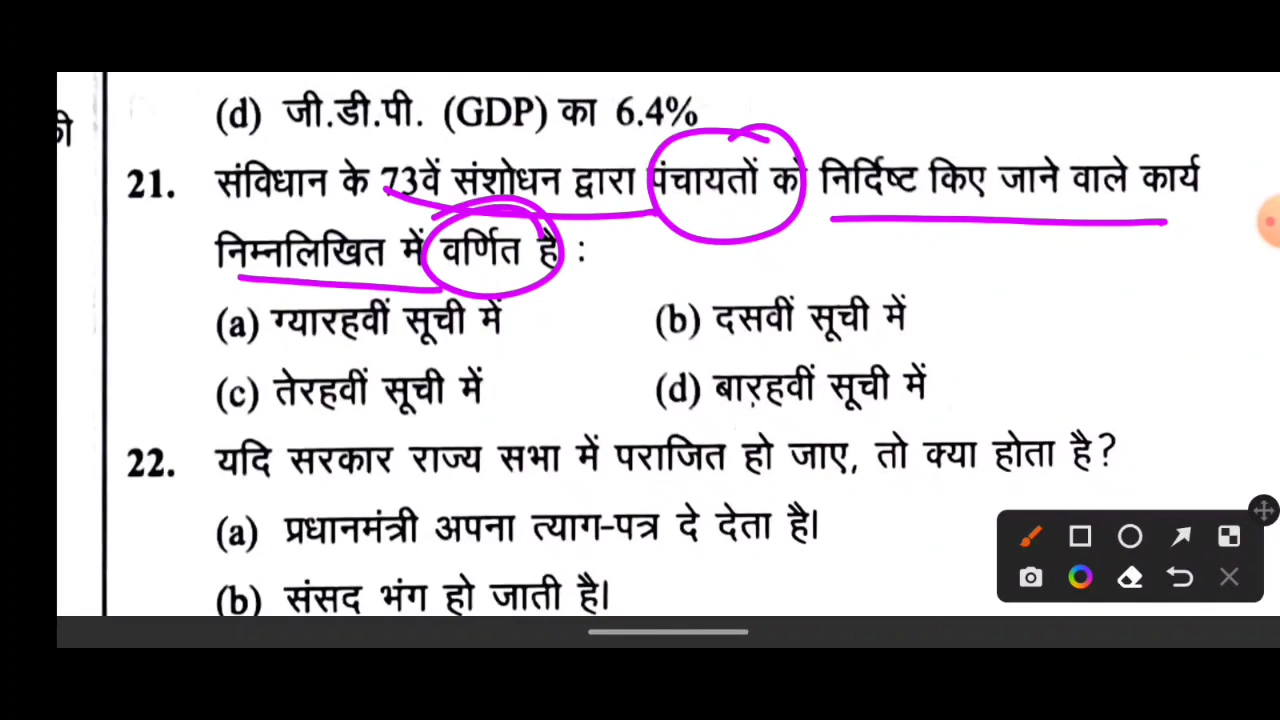 (d) जी.डी.पी. (GDP) का 6.4%
की
21. संविधान के 73वें संशोधन द्वारा पंचायतों को निर्दिष्ट किए जाने वाले कार्य
निम्नलिखित में वर्णित है :
(a) ग्यारहवीं सूची में (b) दसवीं सूची में
(c) तेरहवीं सूची में (d) बारहवीं सूची में
22. यदि सरकार राज्य सभा में पराजित हो जाए, तो क्या होता है?
(a) प्रधानमंत्री अपना त्याग-पत्र दे देता है।
(b) संसद भंग हो जाती है।